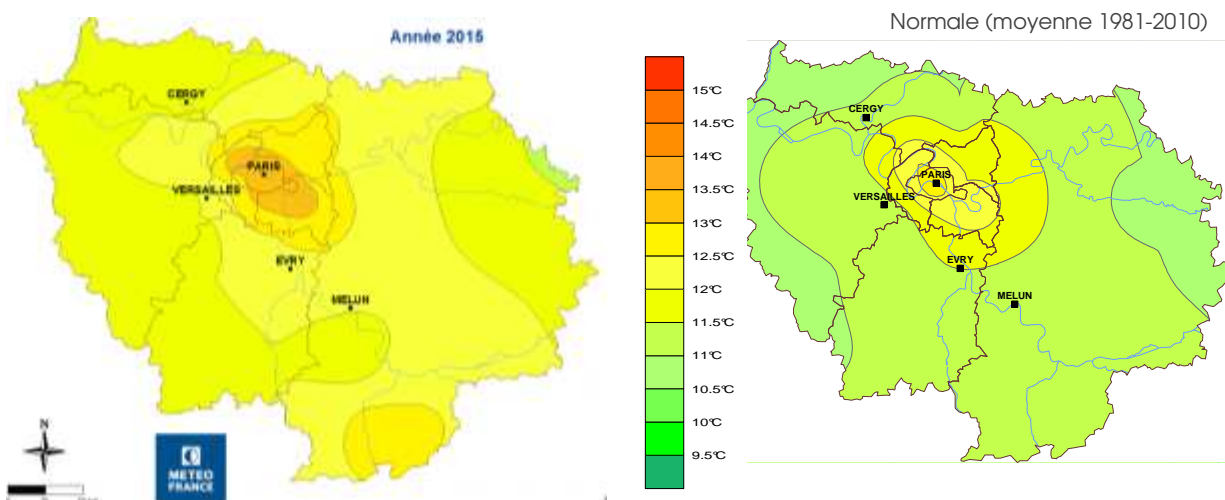 Année 2015
CERGY
PARIS
VERSAILLES
EVRY
MELUN
N
METEO
FRANCE
15°C
14.5°C
14°C
13.5°C
13°C
12.5°C
12°C
11.5°C
11°C
10.5°C
10°C
9.5°C
Normale (moyenne 1981-2010)
CERGY
PARIS
VERSAILLES
EVRY
MELUN